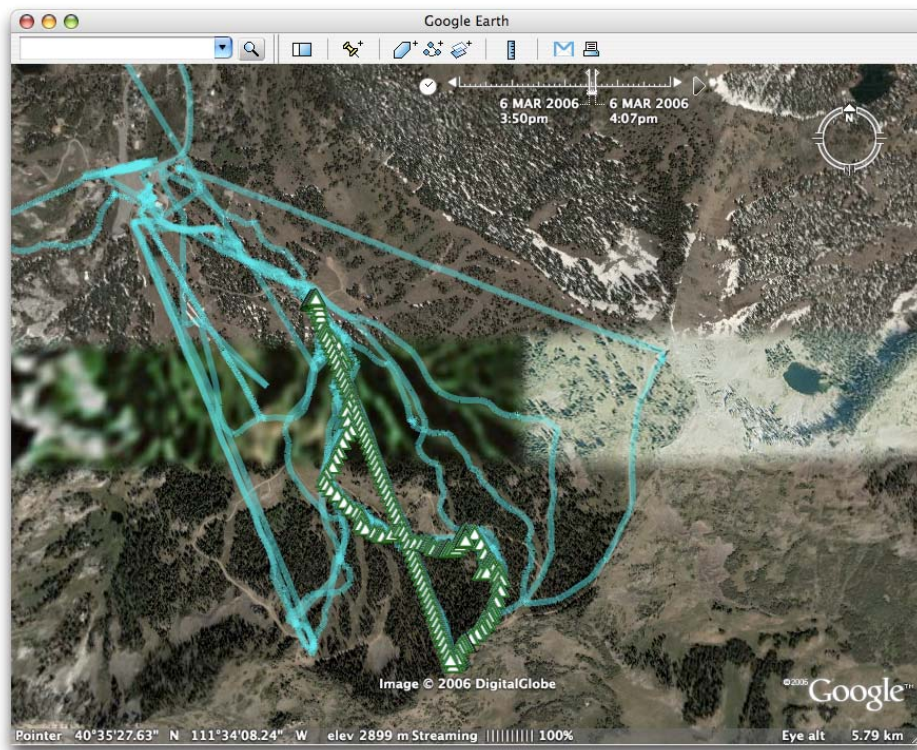 Google Earth
6 MAR 2006 6 MAR 2006
3:50pm 4:07pm
N
Image © 2006 DigitalGlobe
©2006 Google™
Pointer 40°35'27.63" N 111°34'08.24" W elev 2899 m Streaming |||||||||| 100% Eye alt 5.79 km